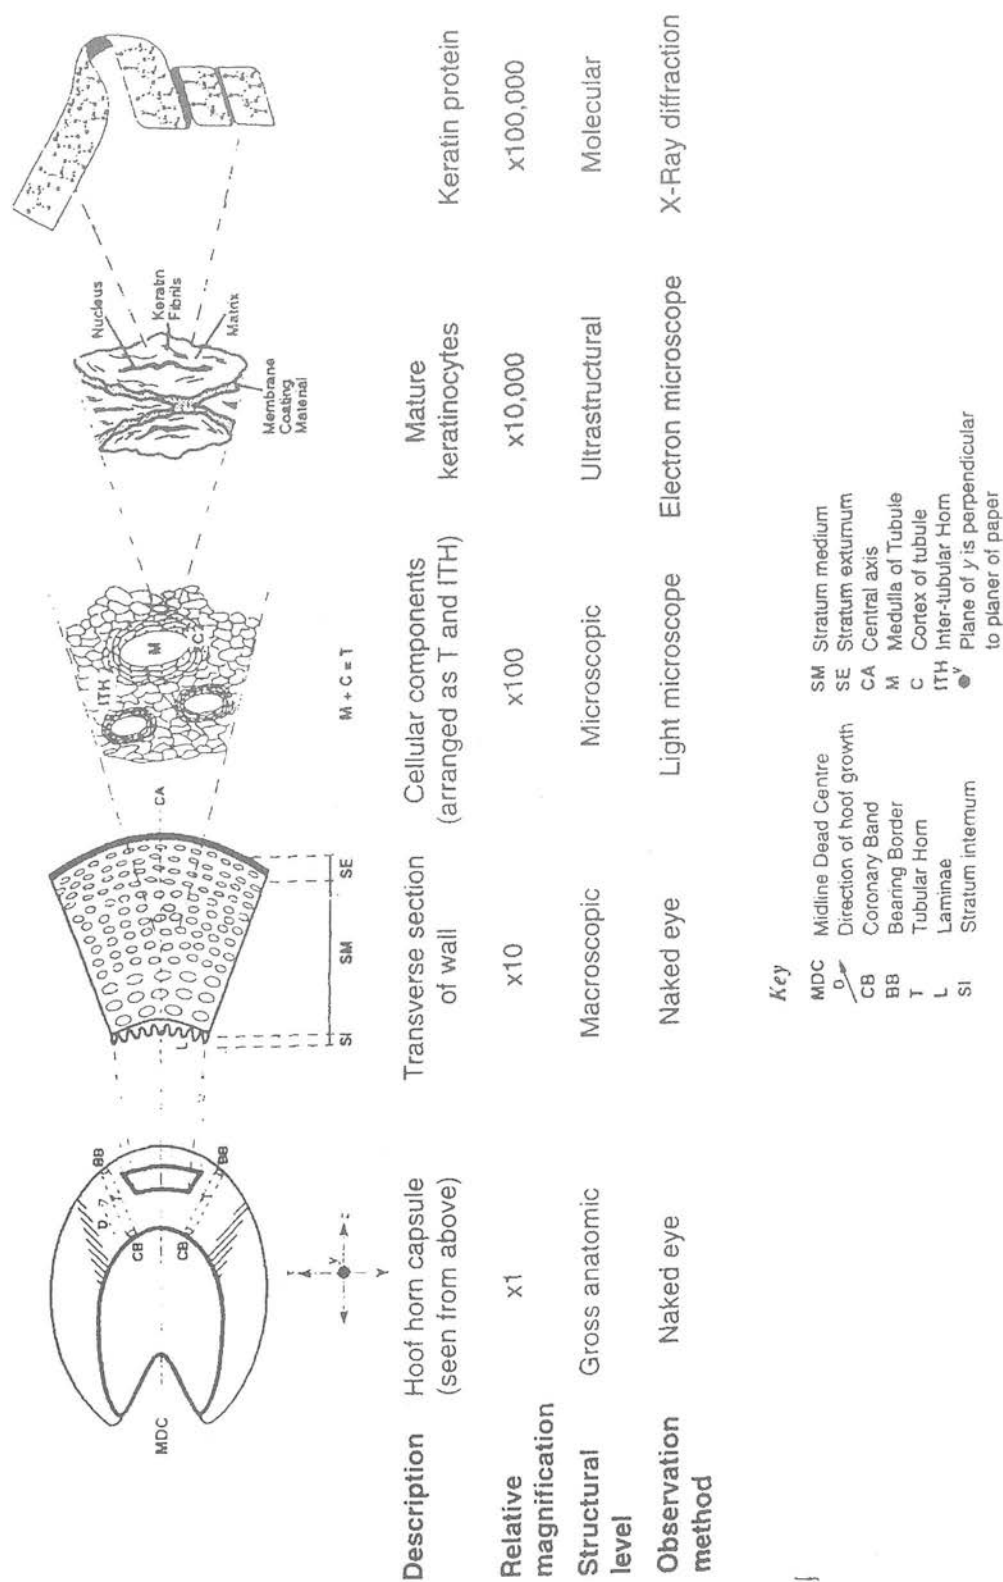 MDC
CB
CB
D
T
T
BB
BB
y
Y
z
L
SI
SM
SE
CA
ITH
M
C
M + C = T
Nucleus
Keratin
Fibrils
Matrix
Membrane
Coating
Material
Description
Hoof horn capsule
(seen from above)
Transverse section
of wall
Cellular components
(arranged as T and ITH)
Mature
keratinocytes
Keratin protein
Relative
magnification
x1
x10
x100
x10,000
x100,000
Structural
level
Gross anatomic
Macroscopic
Microscopic
Ultrastructural
Molecular
Observation
method
Naked eye
Naked eye
Light microscope
Electron microscope
X-Ray diffraction
Key
MDC Midline Dead Centre
D Direction of hoof growth
CB Coronary Band
BB Bearing Border
T Tubular Horn
L Laminae
SI Stratum internum
SM Stratum medium
SE Stratum externum
CA Central axis
M Medulla of Tubule
C Cortex of tubule
ITH Inter-tubular Horn
y Plane of y is perpendicular
to planer of paper